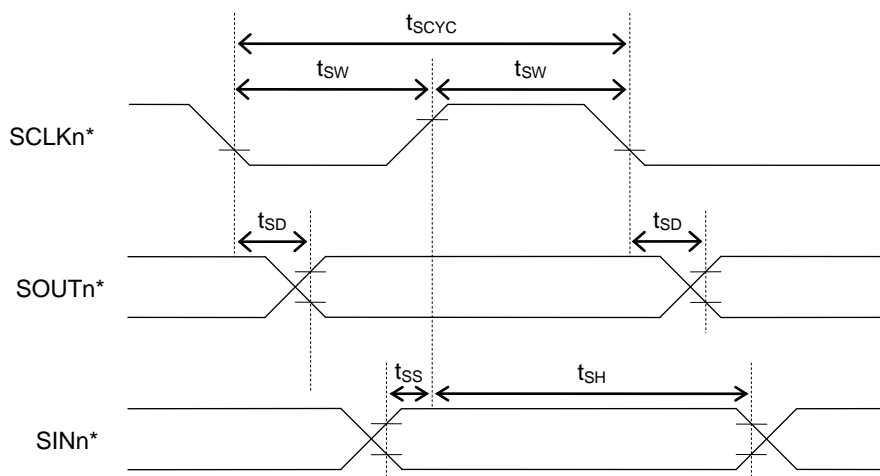 tSCYC
tSW tSW
SCLKn*
tSD tSD
SOUTn*
tSS tSH
SINn*